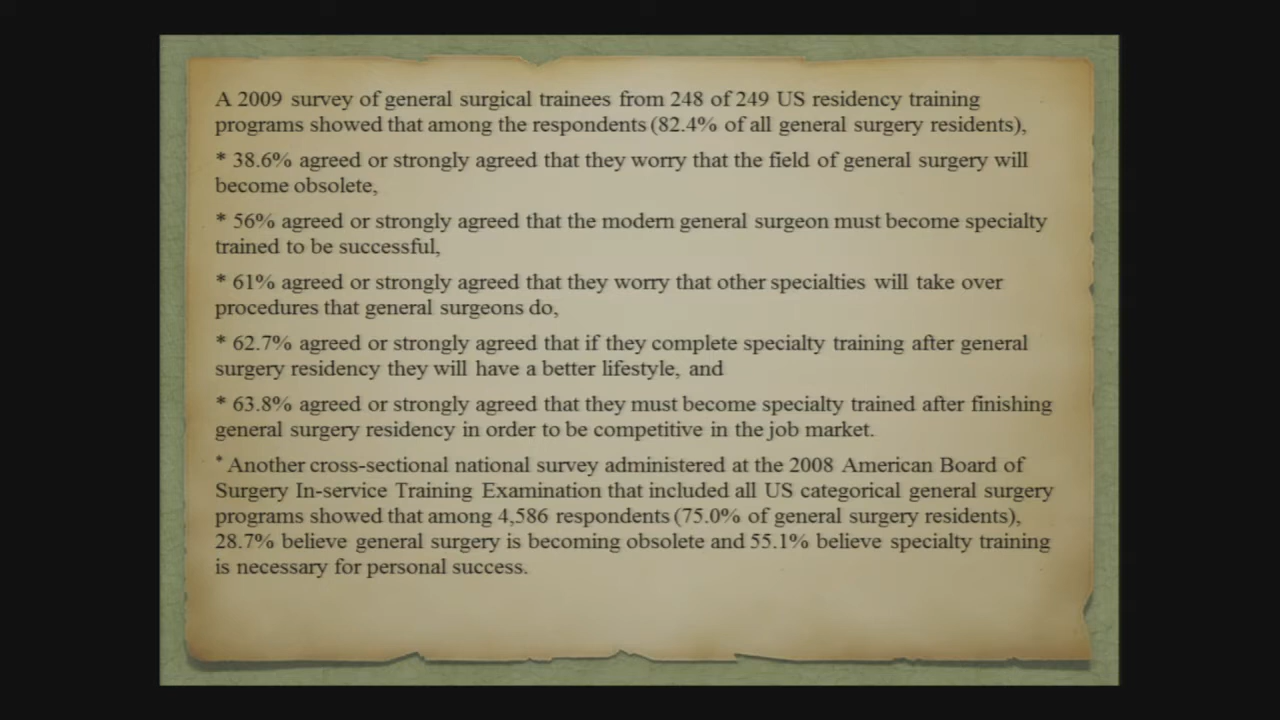 A 2009 survey of general surgical trainees from 248 of 249 US residency training
programs showed that among the respondents (82.4% of all general surgery residents),
* 38.6% agreed or strongly agreed that they worry that the field of general surgery will
become obsolete,
* 56% agreed or strongly agreed that the modern general surgeon must become specialty
trained to be successful,
* 61% agreed or strongly agreed that they worry that other specialties will take over
procedures that general surgeons do,
* 62.7% agreed or strongly agreed that if they complete specialty training after general
surgery residency they will have a better lifestyle, and
* 63.8% agreed or strongly agreed that they must become specialty trained after finishing
general surgery residency in order to be competitive in the job market.
* Another cross-sectional national survey administered at the 2008 American Board of
Surgery In-service Training Examination that included all US categorical general surgery
programs showed that among 4,586 respondents (75.0% of general surgery residents),
28.7% believe general surgery is becoming obsolete and 55.1% believe specialty training
is necessary for personal success.